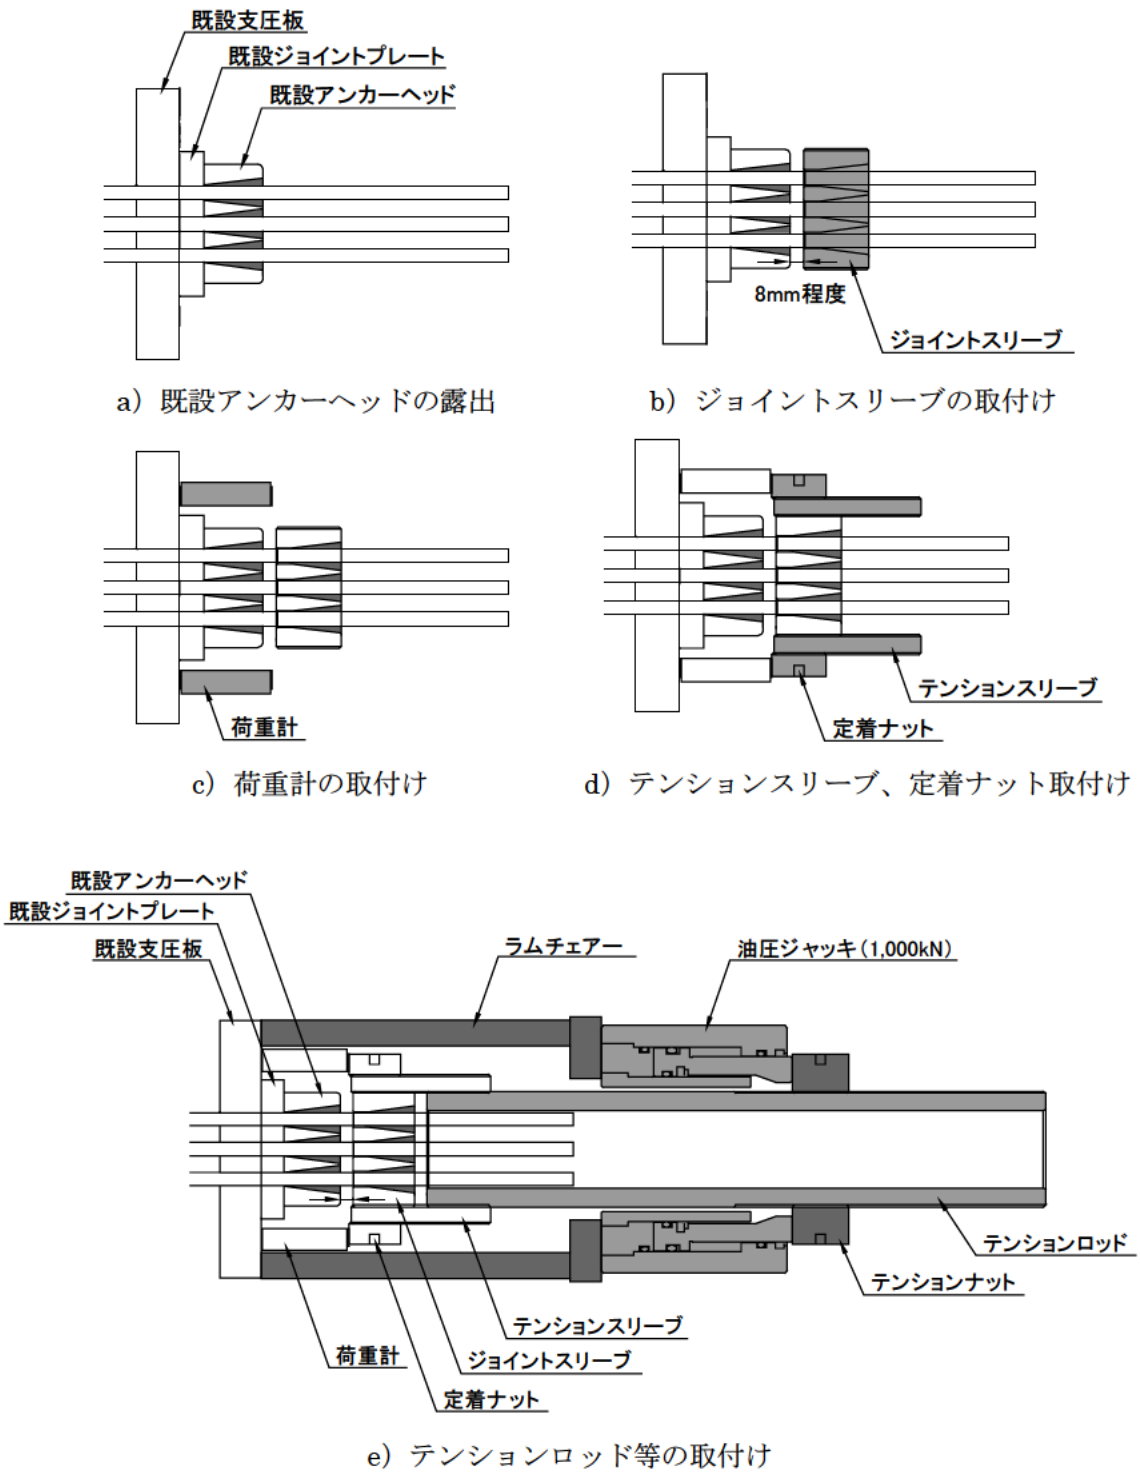 既設支圧板
既設ジョイントプレート
既設アンカーヘッド
a）既設アンカーヘッドの露出
8mm程度
ジョイントスリーブ
b）ジョイントスリーブの取付け
荷重計
c）荷重計の取付け
テンションスリーブ
定着ナット
d）テンションスリーブ、定着ナット取付け
既設アンカーヘッド
既設ジョイントプレート
既設支圧板
ラムチェアー
油圧ジャッキ(1,000kN)
テンションロッド
テンションナット
テンションスリーブ
荷重計
ジョイントスリーブ
定着ナット
e）テンションロッド等の取付け